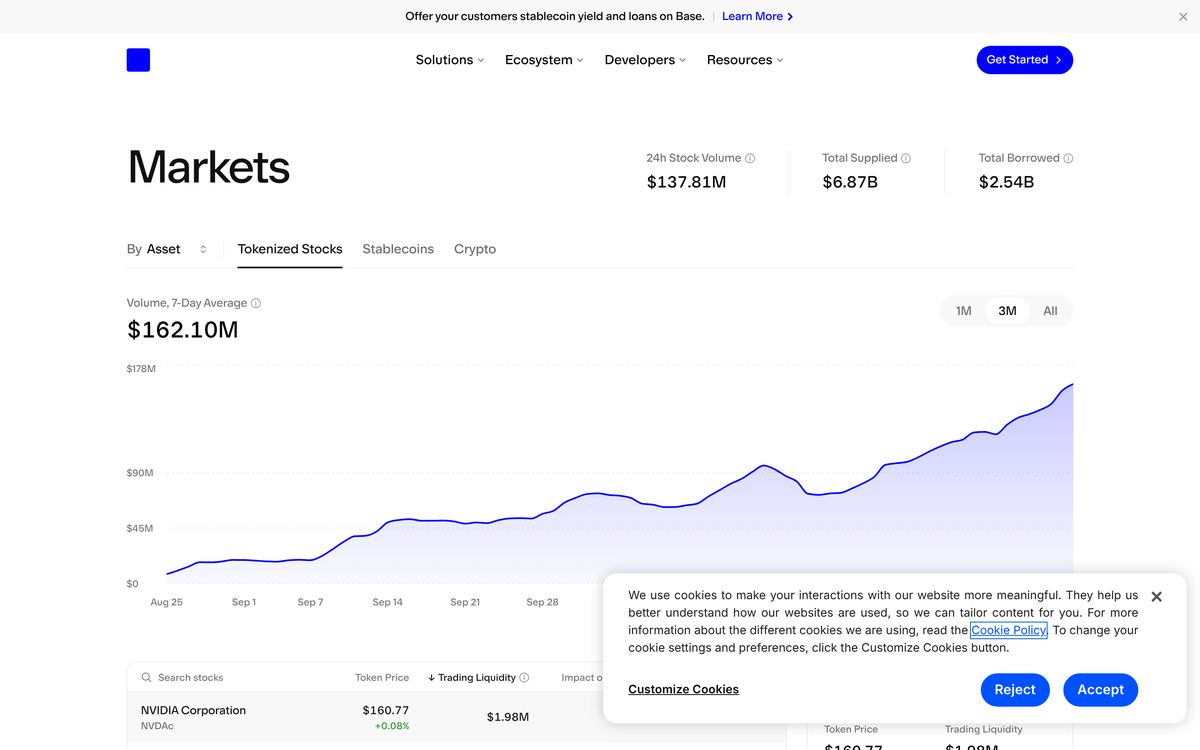 Offer your customers stablecoin yield and loans on Base. Learn More
Solutions Ecosystem Developers Resources Get Started
Markets
24h Stock Volume Total Supplied Total Borrowed
$137.81M $6.87B $2.54B
By Asset Tokenized Stocks Stablecoins Crypto
Volume, 7-Day Average
$162.10M
1M 3M All
$178M
$90M
$45M
$0
Aug 25 Sep 1 Sep 7 Sep 14 Sep 21 Sep 28
We use cookies to make your interactions with our website more meaningful. They help us
better understand how our websites are used, so we can tailor content for you. For more
information about the different cookies we are using, read the Cookie Policy. To change your
cookie settings and preferences, click the Customize Cookies button.
Customize Cookies Reject Accept
Search stocks Token Price Trading Liquidity Impact
NVIDIA Corporation $160.77 $1.98M
NVDAc +0.08%
Token Price Trading Liquidity
$160.77 $1.98M